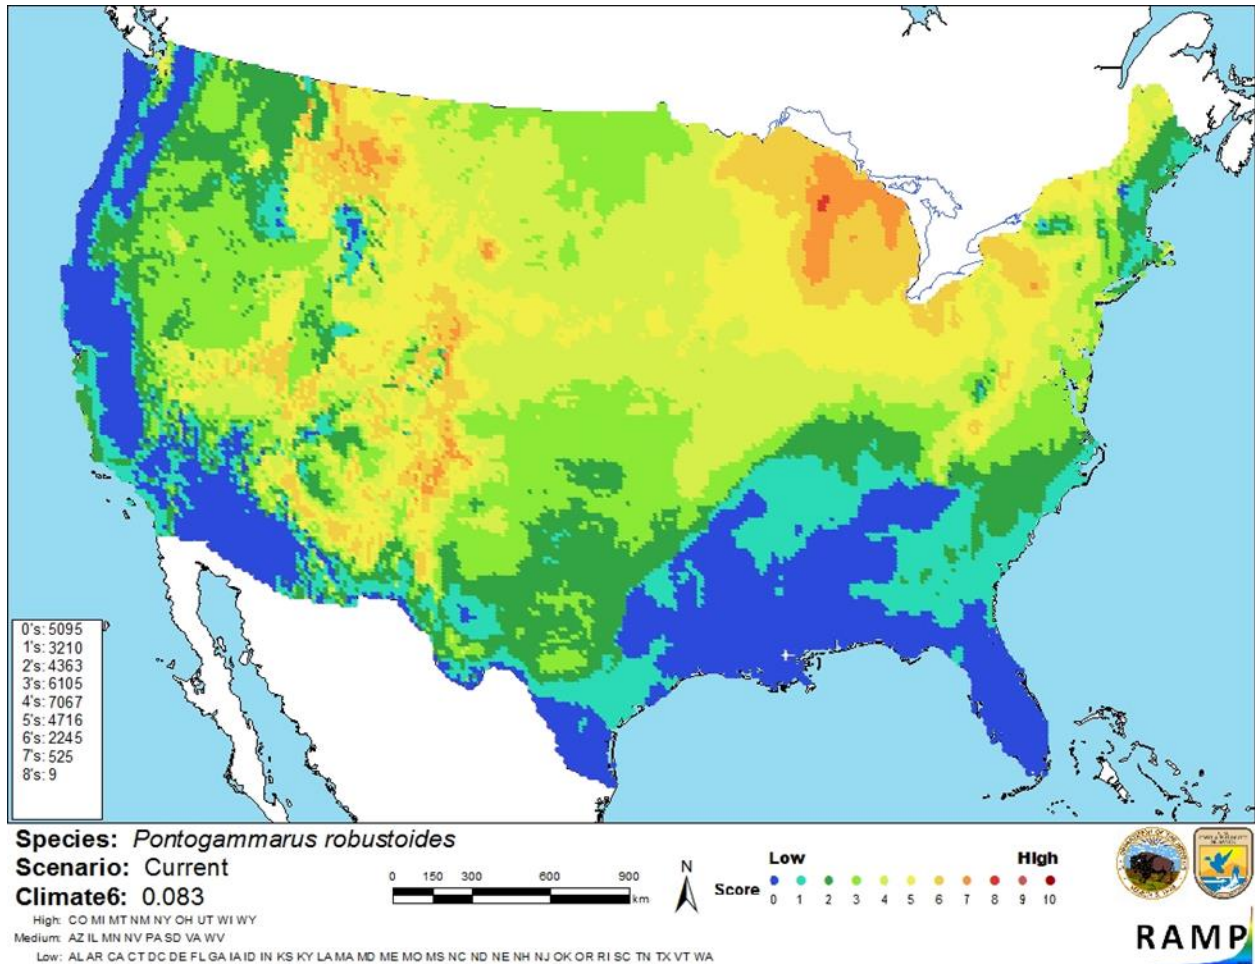 0's: 5095
1's: 3210
2's: 4363
3's: 6105
4's: 7067
5's: 4716
6's: 2245
7's: 525
8's: 9
Species: Pontogammarus robustoides
Scenario: Current
Climate6: 0.083
High: CO MI MT NM NY OH UT WI WY
Medium: AZ IL MN NV PA SD VA WV
Low: AL AR CA CT DC DE FL GA IA ID IN KS KY LA MA MD ME MO MS NC ND NE NH NJ OK OR RI SC TN TX VT WA
0 150 300 600 900
km
N
Low High
Score
0 1 2 3 4 5 6 7 8 9 10
RAMP